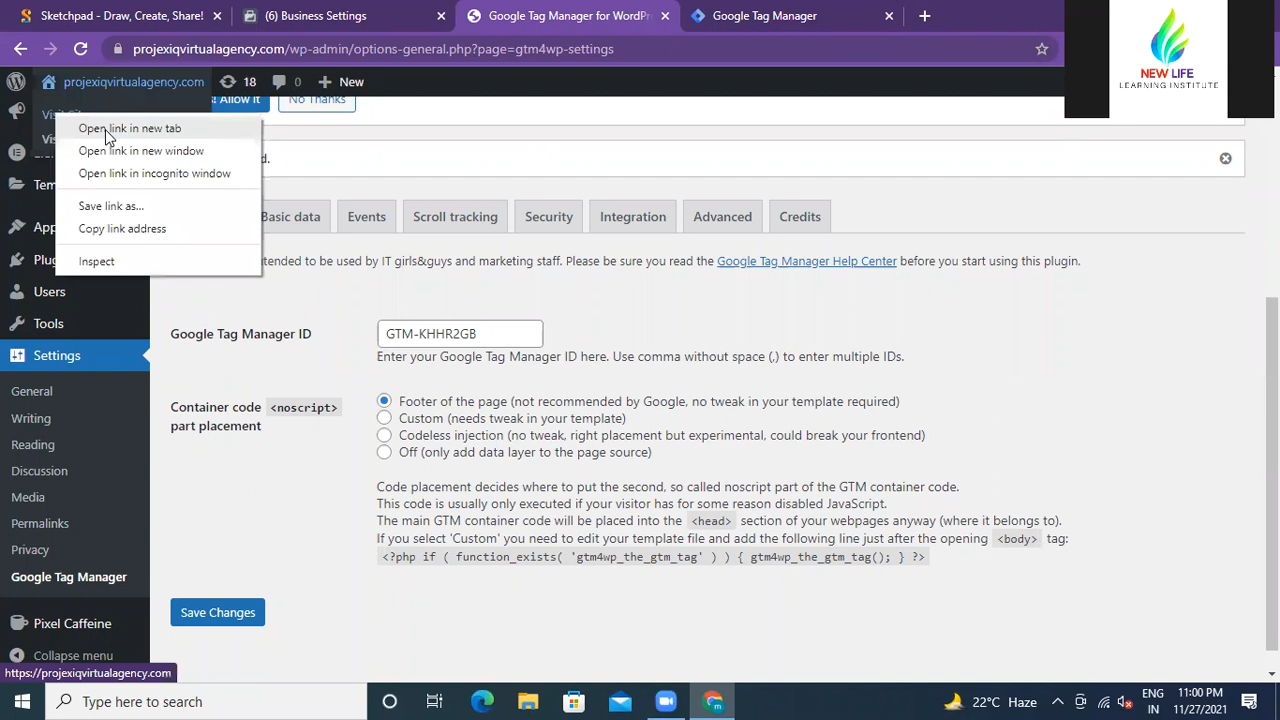 Sketchpad - Draw, Create, Share!
(6) Business Settings
Google Tag Manager for WordPr
Google Tag Manager
projexiqvirtualagency.com/wp-admin/options-general.php?page=gtm4wp-settings
NEW LIFE
LEARNING INSTITUTE
projexiqvirtualagency.com
18
0
New
Allow it
No Thanks
Open link in new tab
Open link in new window
Open link in incognito window
Save link as...
Copy link address
Inspect
d.
Basic data
Events
Scroll tracking
Security
Integration
Advanced
Credits
tended to be used by IT girls&guys and marketing staff. Please be sure you read the Google Tag Manager Help Center before you start using this plugin.
Tem
App
Plug
Users
Tools
Settings
General
Writing
Reading
Discussion
Media
Permalinks
Privacy
Google Tag Manager
Pixel Caffeine
Collapse menu
Google Tag Manager ID
GTM-KHHR2GB
Enter your Google Tag Manager ID here. Use comma without space (,) to enter multiple IDs.
Container code <noscript>
part placement
Footer of the page (not recommended by Google, no tweak in your template required)
Custom (needs tweak in your template)
Codeless injection (no tweak, right placement but experimental, could break your frontend)
Off (only add data layer to the page source)
Code placement decides where to put the second, so called noscript part of the GTM container code.
This code is usually only executed if your visitor has for some reason disabled JavaScript.
The main GTM container code will be placed into the <head> section of your webpages anyway (where it belongs to).
If you select 'Custom' you need to edit your template file and add the following line just after the opening <body> tag:
<?php if ( function_exists( 'gtm4wp_the_gtm_tag' ) ) { gtm4wp_the_gtm_tag(); } ?>
Save Changes
https://projexiqvirtualagency.com
Type here to search
22°C Haze
ENG
IN
11:00 PM
11/27/2021